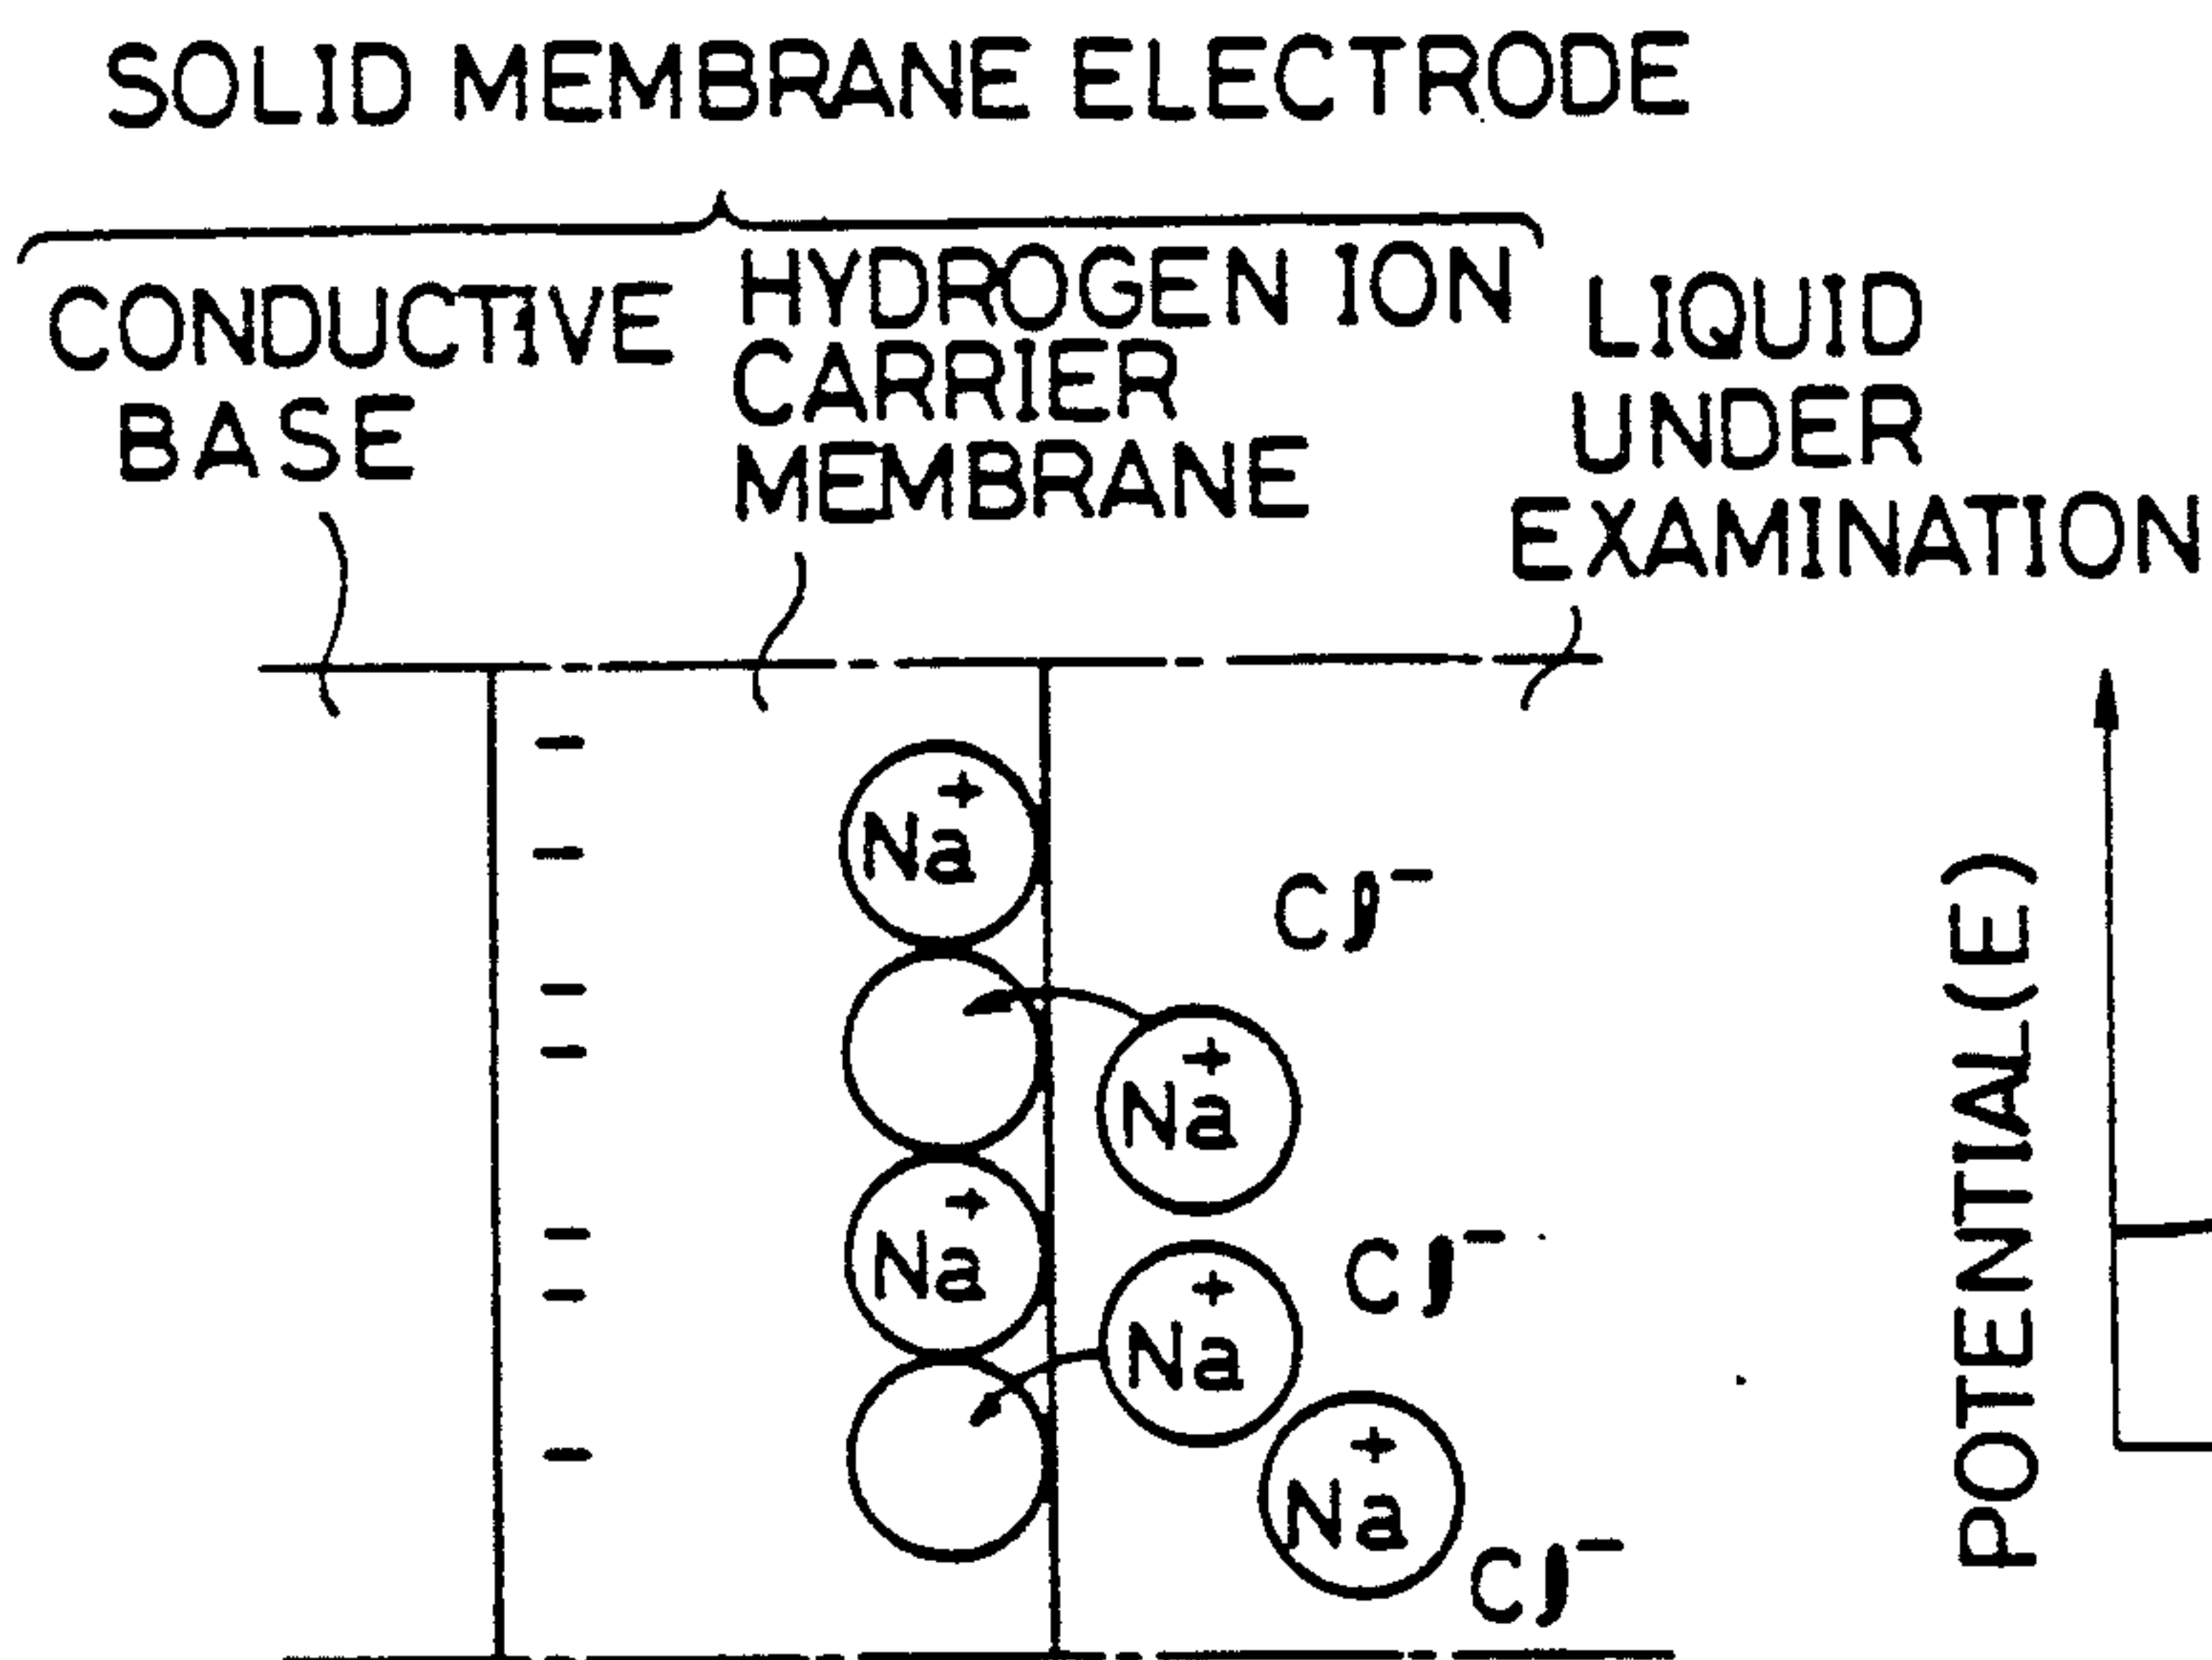 SOLID MEMBRANE ELECTRODE
CONDUCTIVE
BASE
HYDROGEN ION
CARRIER
MEMBRANE
LIQUID
UNDER
EXAMINATION
−
−
−
−
−
−
−
Na⁺
Na⁺
Na⁺
Na⁺
Na⁺
Cl⁻
Cl⁻
Cl⁻
POTENTIAL(E)